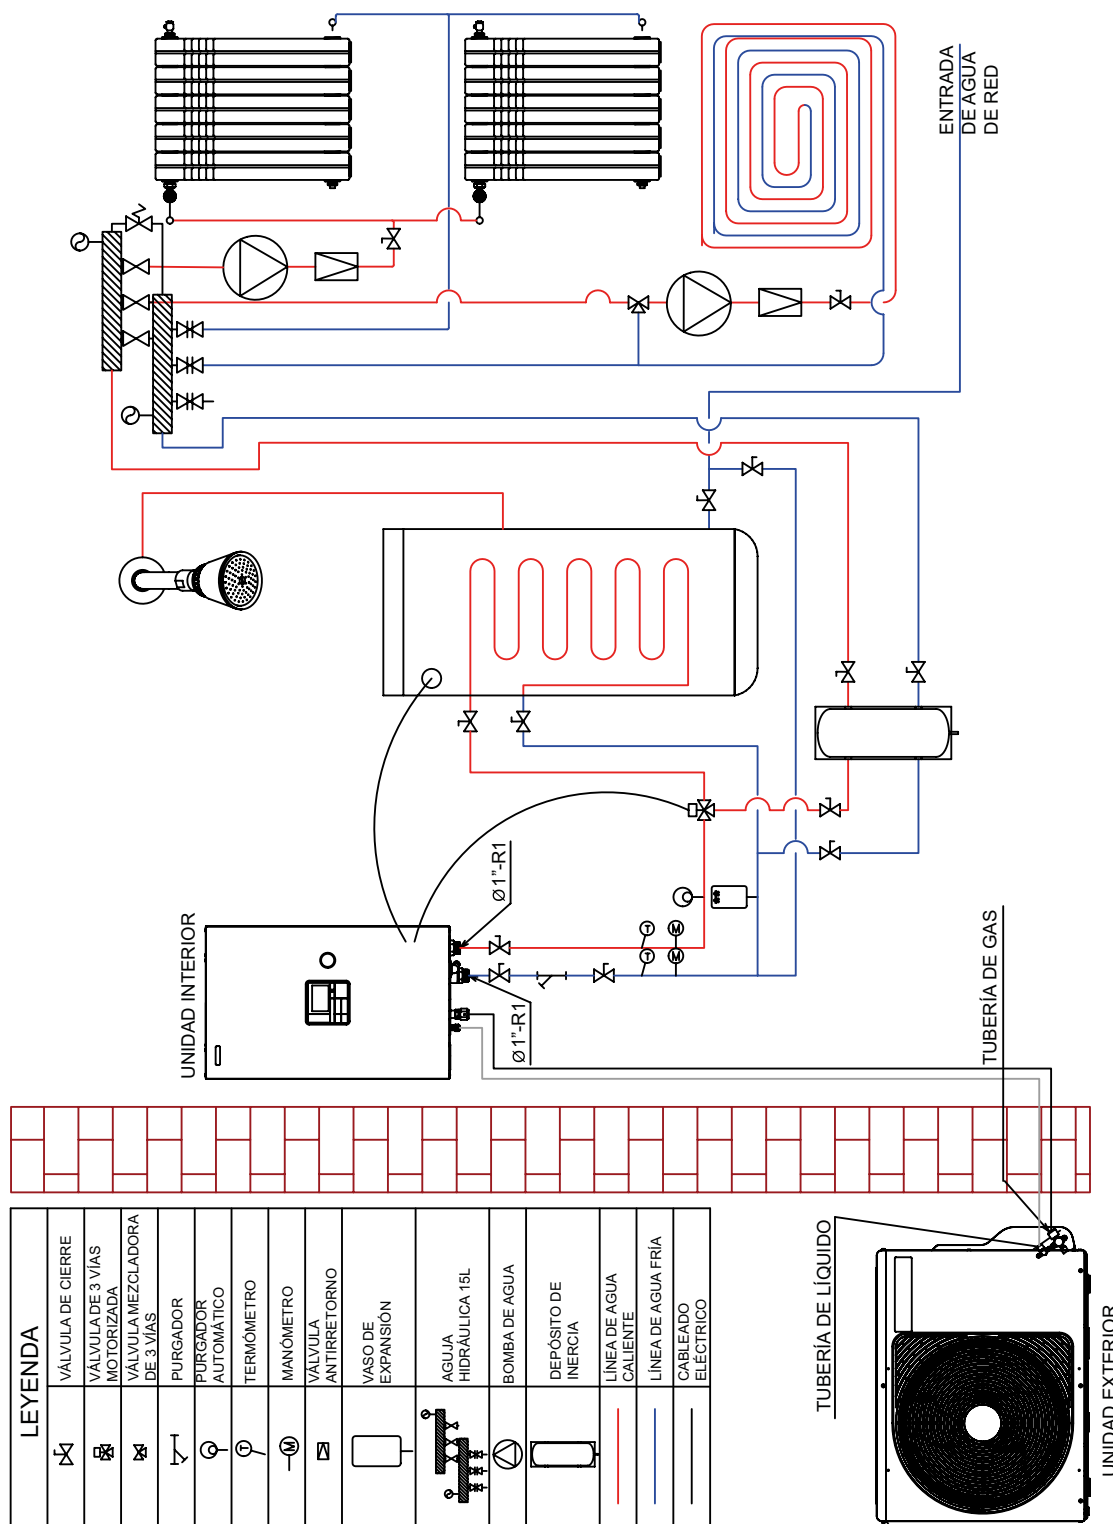 ENTRADA
DE AGUA
DE RED
UNIDAD INTERIOR
Ø1"-R1
Ø1"-R1
T
T
M
M
TUBERÍA DE GAS
TUBERÍA DE LÍQUIDO
UNIDAD EXTERIOR
LEYENDA
VÁLVULA DE CIERRE
VÁLVULA DE 3 VÍAS
MOTORIZADA
VÁLVULA MEZCLADORA
DE 3 VÍAS
PURGADOR
PURGADOR
AUTOMÁTICO
T
TERMÓMETRO
M
MANÓMETRO
VÁLVULA
ANTIRRETORNO
VASO DE
EXPANSIÓN
AGUJA
HIDRÁULICA 15L
BOMBA DE AGUA
DEPÓSITO DE
INERCIA
LÍNEA DE AGUA
CALIENTE
LÍNEA DE AGUA FRÍA
CABLEADO
ELÉCTRICO